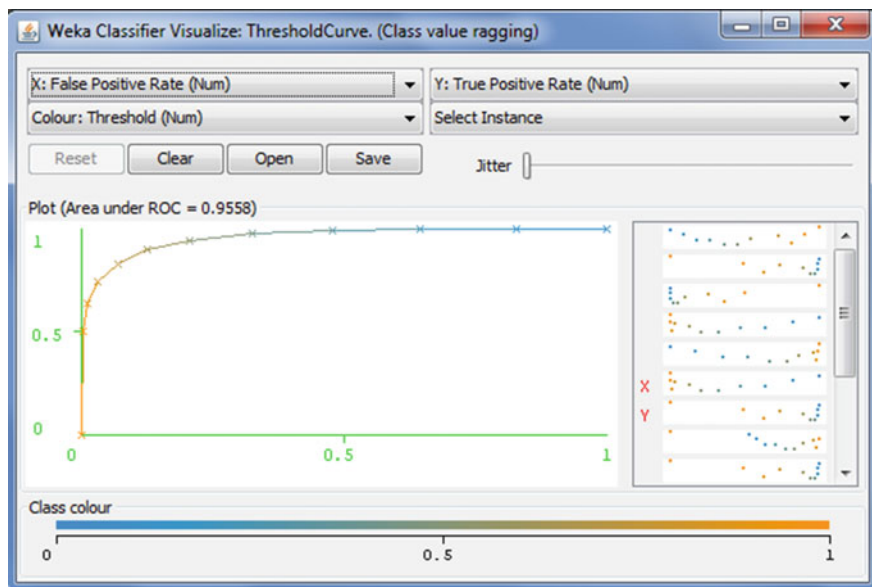 Weka Classifier Visualize: ThresholdCurve. (Class value ragging)
X: False Positive Rate (Num)
Y: True Positive Rate (Num)
Colour: Threshold (Num)
Select Instance
Reset
Clear
Open
Save
Jitter
Plot (Area under ROC = 0.9558)
1
0.5
0
0
0.5
1
X
Y
Class colour
0
0.5
1